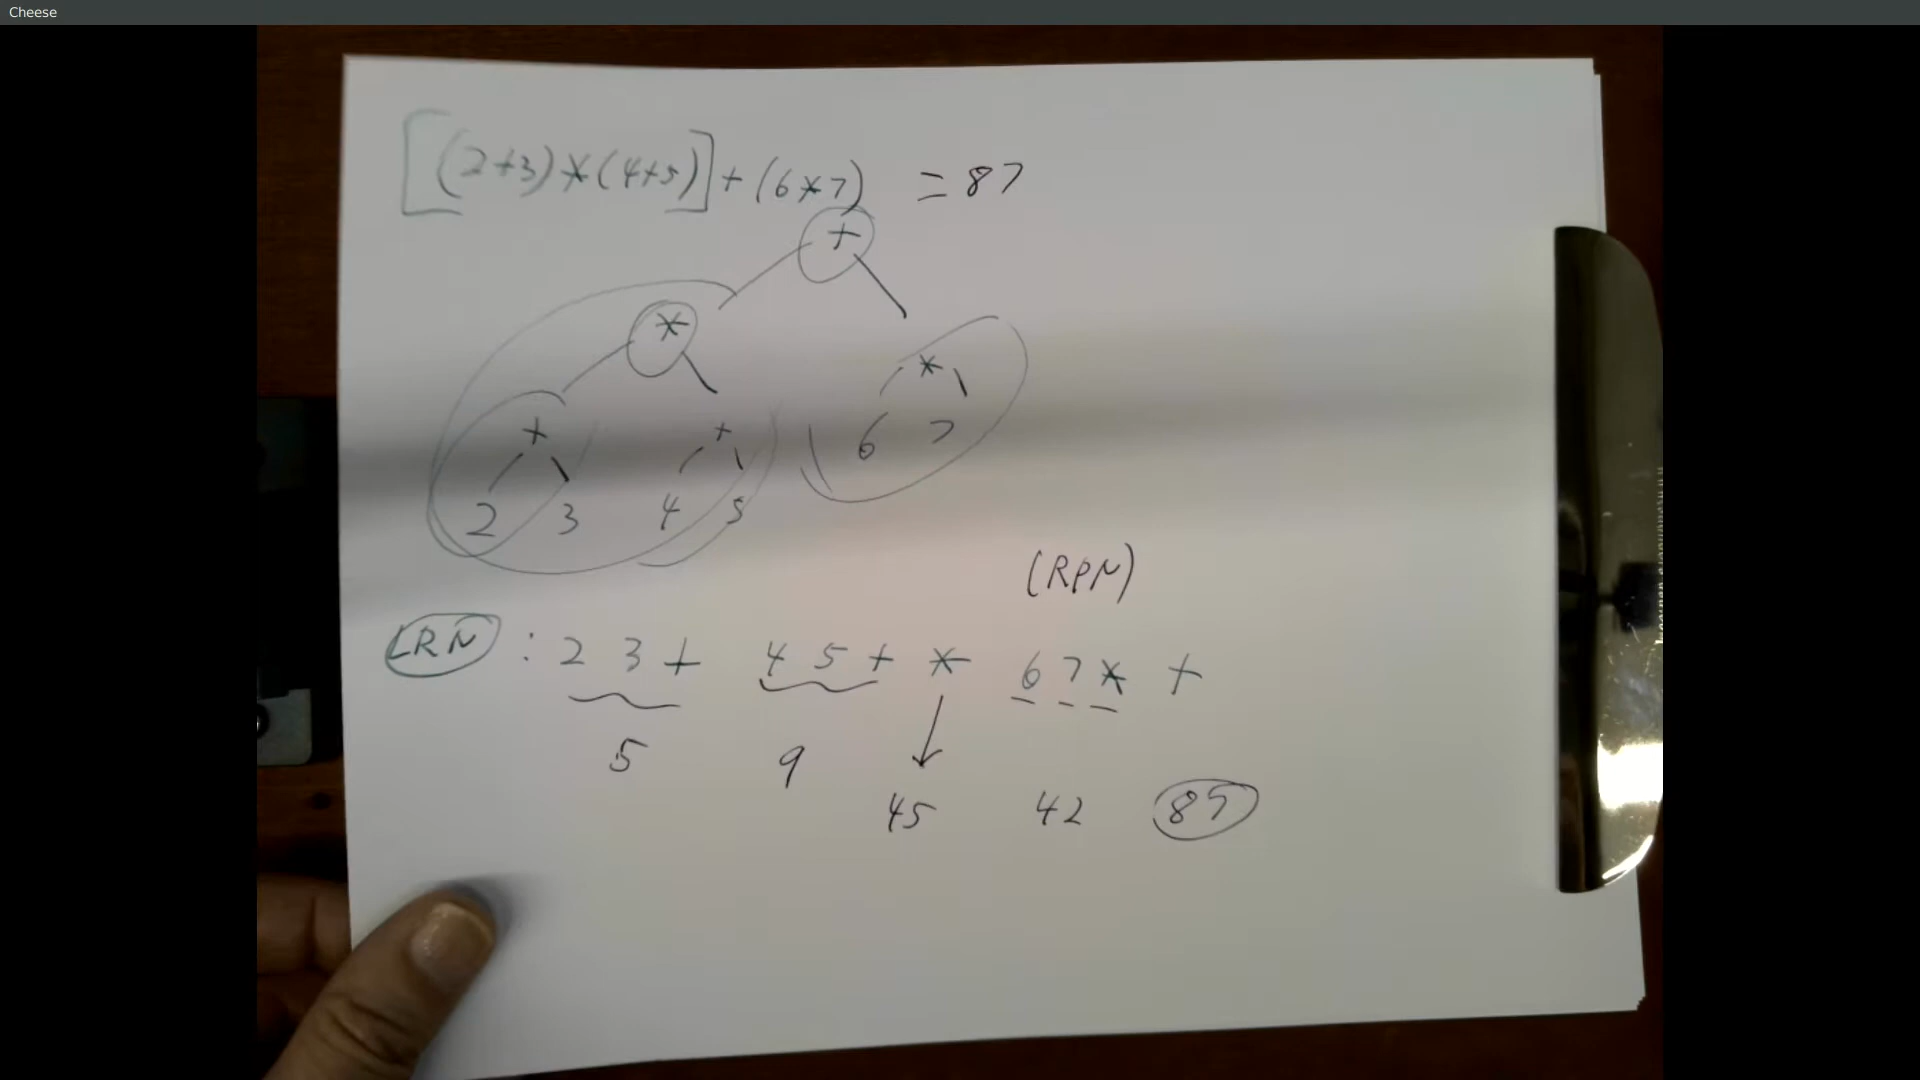 Cheese
[(2+3)*(4+5)]+(6*7) = 87
+
*
*
+ + 6 7
2 3 4 5
(RPN)
LRN : 2 3 + 4 5 + * 6 7 * +
5 9
45 42 87